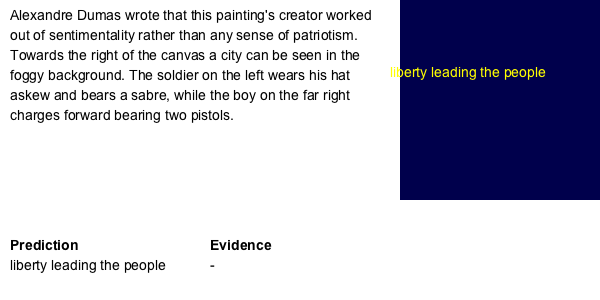 Alexandre Dumas wrote that this painting's creator worked
out of sentimentality rather than any sense of patriotism.
Towards the right of the canvas a city can be seen in the
foggy background. The soldier on the left wears his hat
askew and bears a sabre, while the boy on the far right
charges forward bearing two pistols.
liberty leading the people
Prediction Evidence
liberty leading the people -